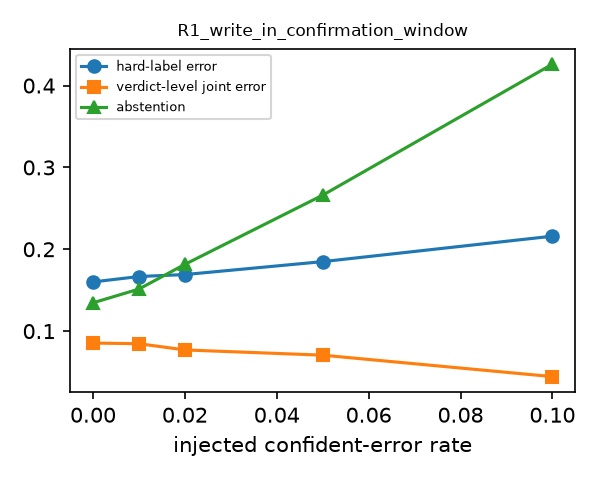 R1_write_in_confirmation_window
hard-label error
verdict-level joint error
abstention
0.4
0.3
0.2
0.1
0.00 0.02 0.04 0.06 0.08 0.10
injected confident-error rate